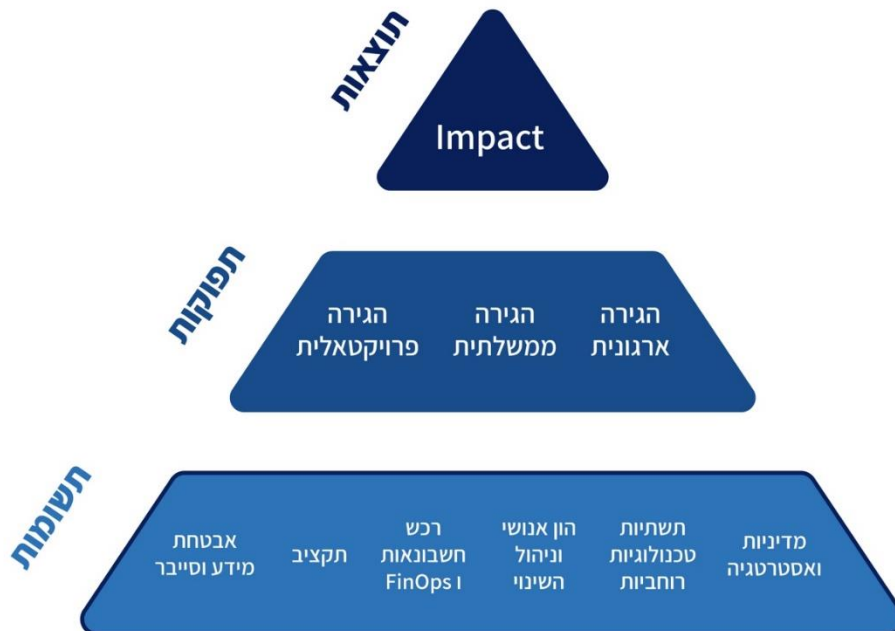 תוצאות
Impact
תפוקות
הגירה
ארגונית
הגירה
ממשלתית
הגירה
פרויקטאלית
תשומות
מדיניות
ואסטרטגיה
תשתיות
טכנולוגיות
רוחביות
הון אנושי
וניהול
השינוי
רכש
חשבונאות
ו FinOps
תקציב
אבטחת
מידע וסייבר